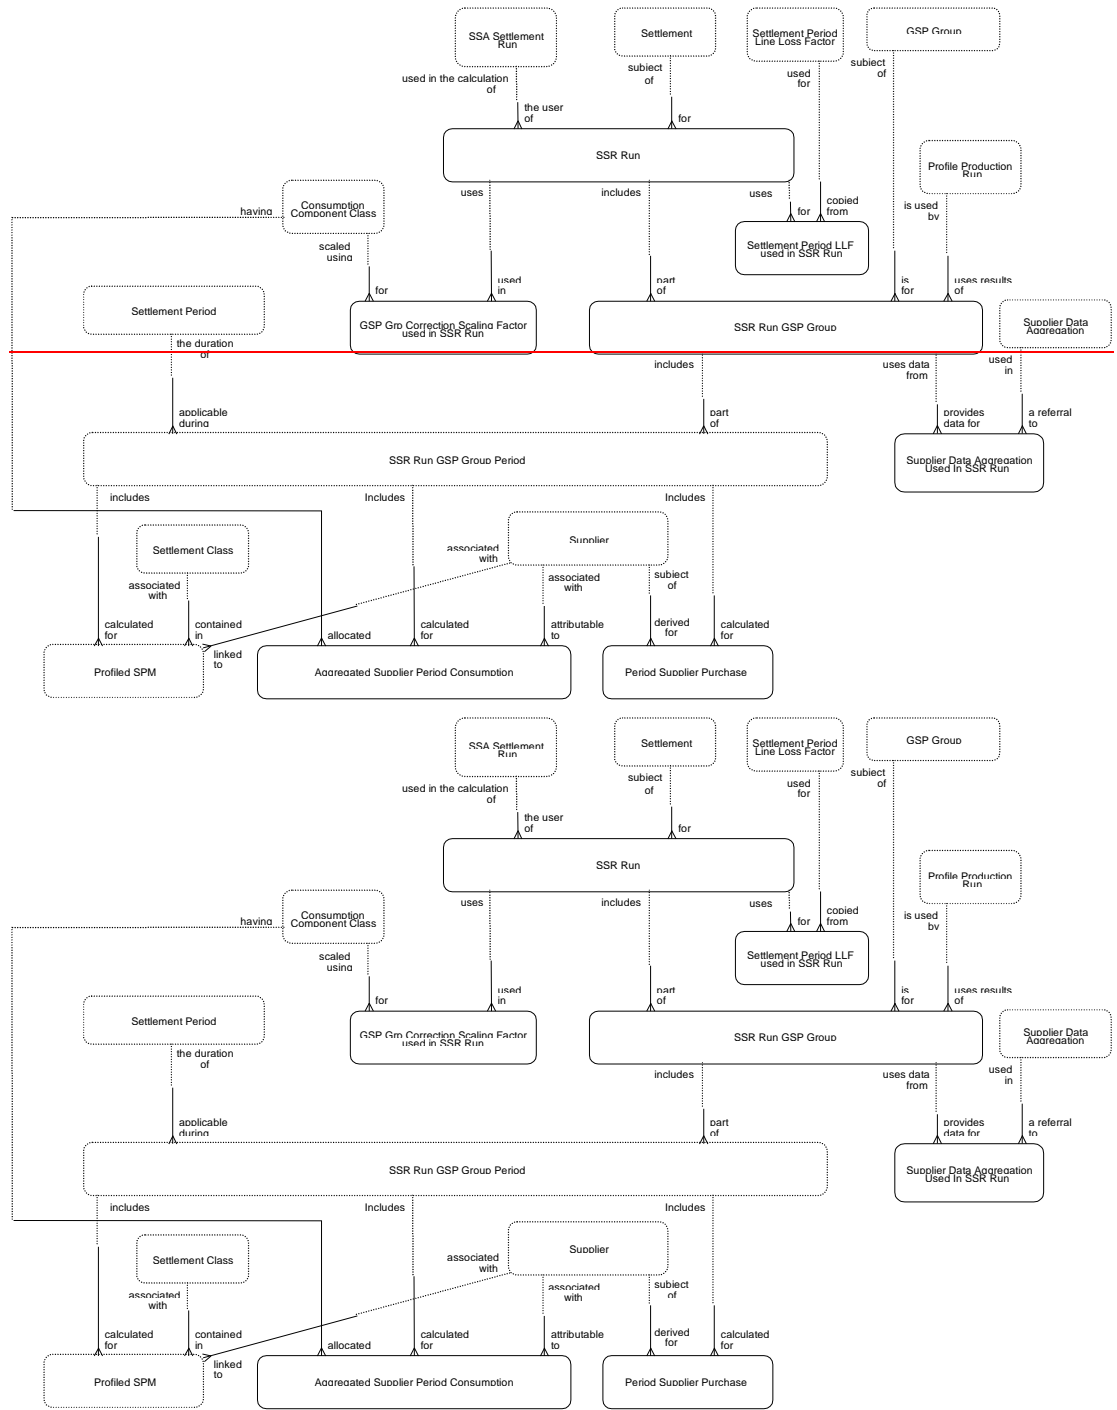 SSA Settlement
Run
Settlement
Settlement Period
Line Loss Factor
GSP Group
used in the calculation
of
subject
of
used
for
subject
of
the user
of
for
SSR Run
Profile Production
Run
uses
includes
uses
Consumption
Component Class
having
copied
from
for
is used
by
scaled
using
Settlement Period LLF
used in SSR Run
for
used
in
part
of
is
for
uses results
of
Settlement Period
GSP Grp Correction Scaling Factor
used in SSR Run
SSR Run GSP Group
Supplier Data
Aggregation
the duration
of
includes
uses data
from
used
in
applicable
during
part
of
provides
data for
a referral
to
SSR Run GSP Group Period
Supplier Data Aggregation
Used In SSR Run
includes
Includes
Includes
Settlement Class
Supplier
associated
with
associated
with
associated
with
subject
of
calculated
for
contained
in
linked
to
allocated
calculated
for
attributable
to
derived
for
calculated
for
Profiled SPM
Aggregated Supplier Period Consumption
Period Supplier Purchase
SSA Settlement
Run
Settlement
Settlement Period
Line Loss Factor
GSP Group
used in the calculation
of
subject
of
used
for
subject
of
the user
of
for
SSR Run
Profile Production
Run
uses
includes
uses
Consumption
Component Class
having
copied
from
for
is used
by
scaled
using
Settlement Period LLF
used in SSR Run
for
used
in
part
of
is
for
uses results
of
Settlement Period
GSP Grp Correction Scaling Factor
used in SSR Run
SSR Run GSP Group
Supplier Data
Aggregation
the duration
of
includes
uses data
from
used
in
applicable
during
part
of
provides
data for
a referral
to
SSR Run GSP Group Period
Supplier Data Aggregation
Used In SSR Run
includes
Includes
Includes
Settlement Class
Supplier
associated
with
associated
with
associated
with
subject
of
calculated
for
contained
in
linked
to
allocated
calculated
for
attributable
to
derived
for
calculated
for
Profiled SPM
Aggregated Supplier Period Consumption
Period Supplier Purchase